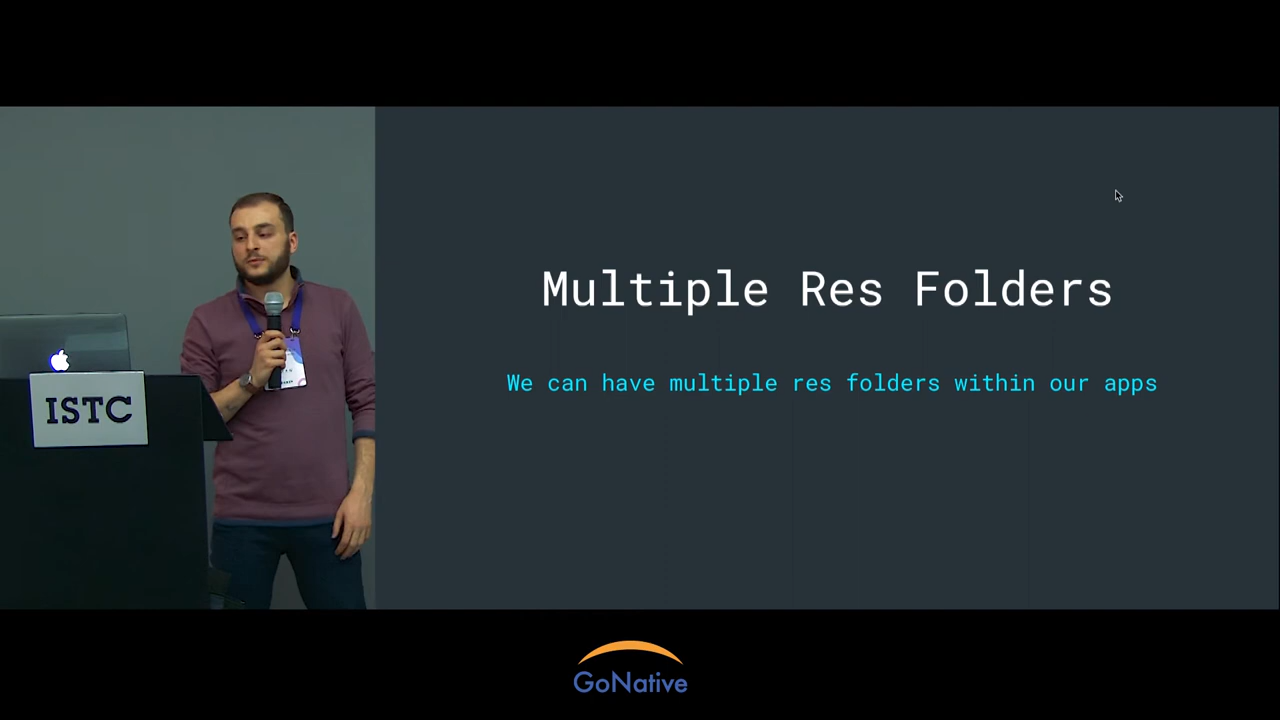 Multiple Res Folders
We can have multiple res folders within our apps
ISTC
GoNative